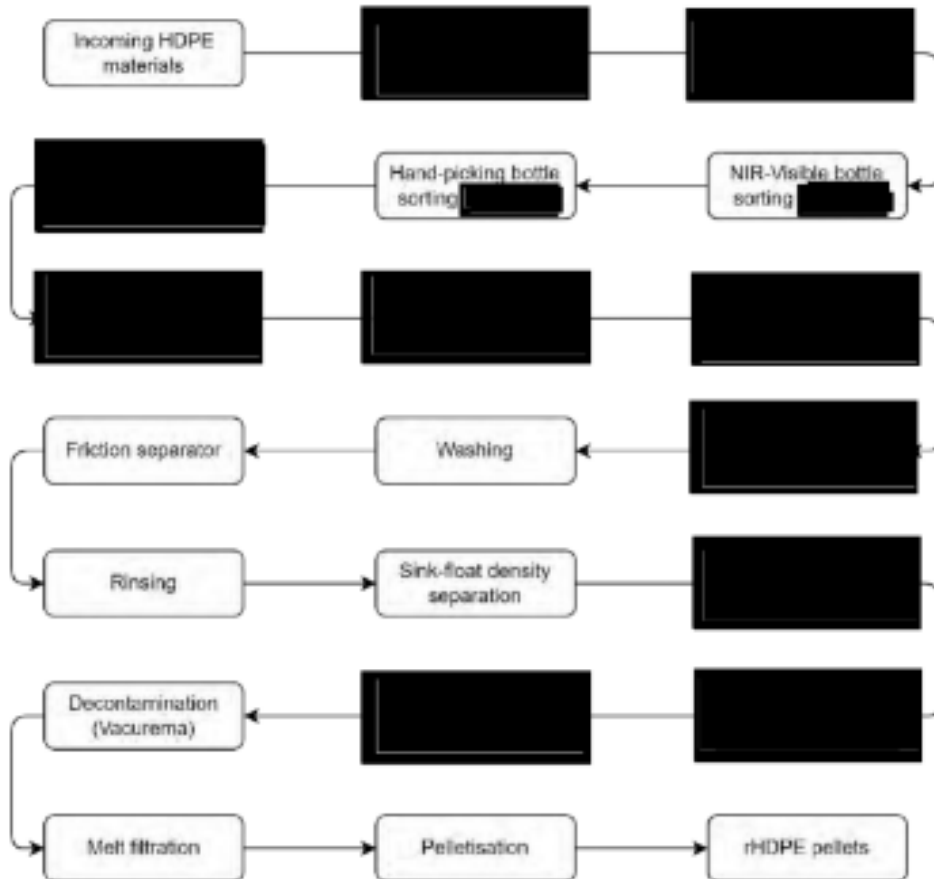 Incoming HDPE
materials
NIR-Visible bottle
sorting
Hand-picking bottle
sorting
Washing
Friction separator
Rinsing
Sink-float density
separation
Decontamination
(Vacurema)
Melt filtration
Pelletisation
rHDPE pellets